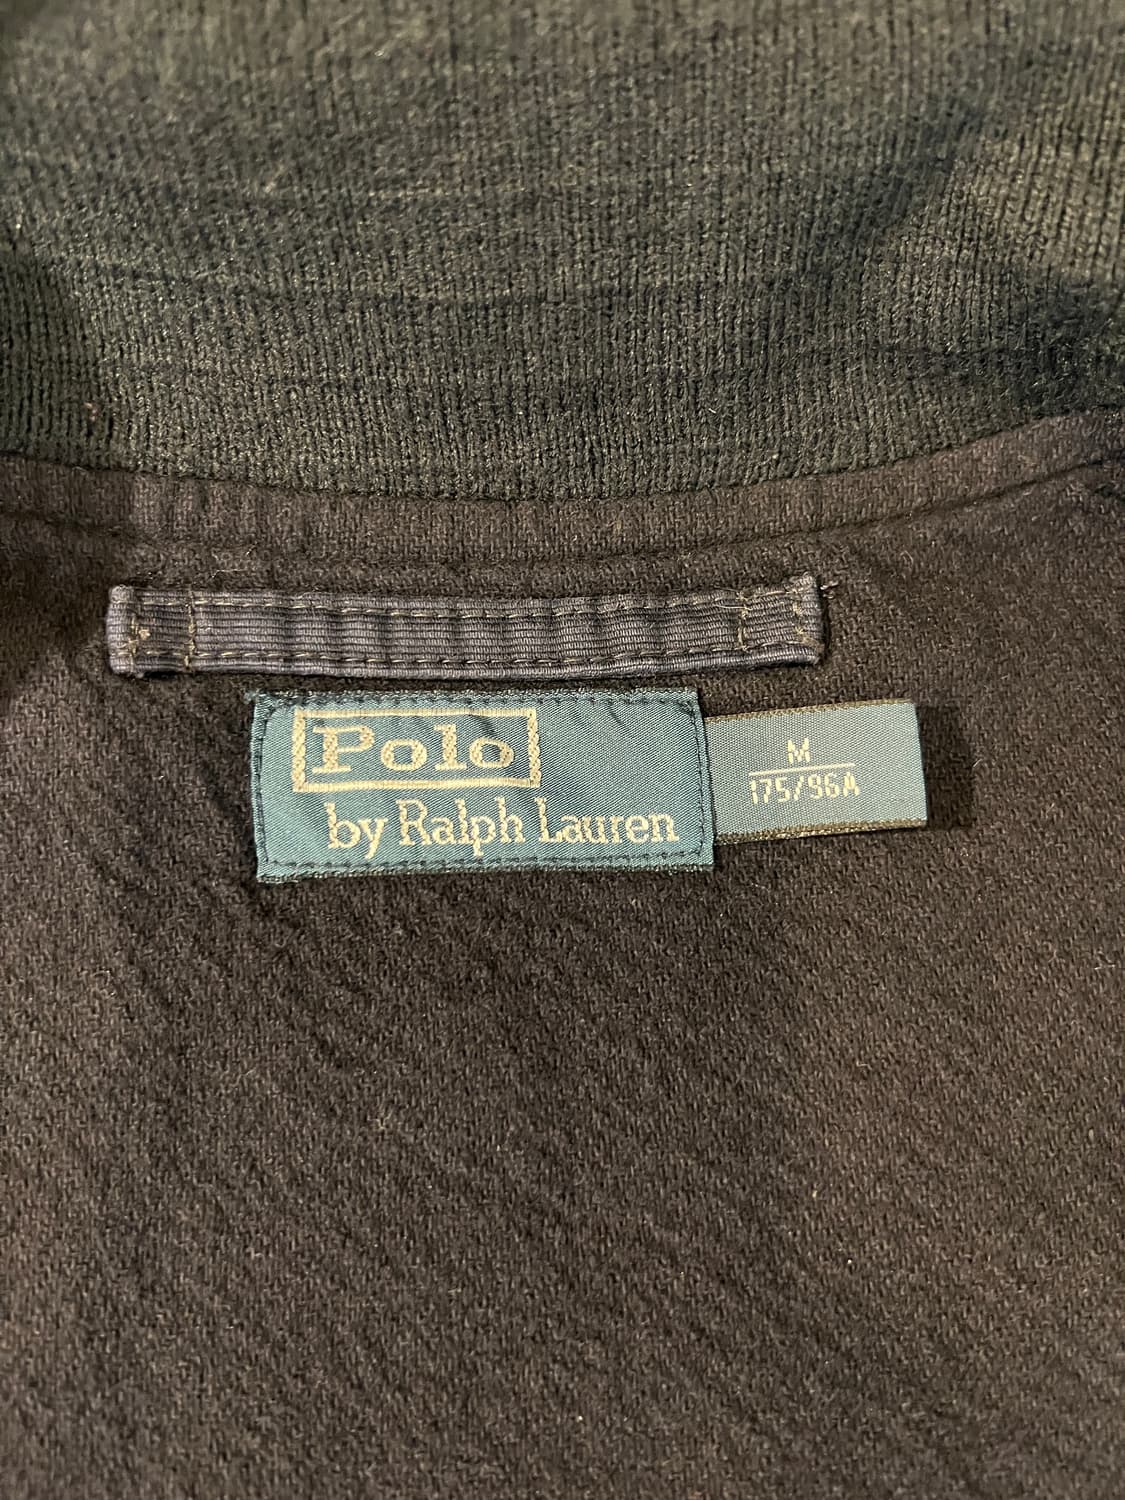 Polo
by Ralph Lauren
M
175/96A